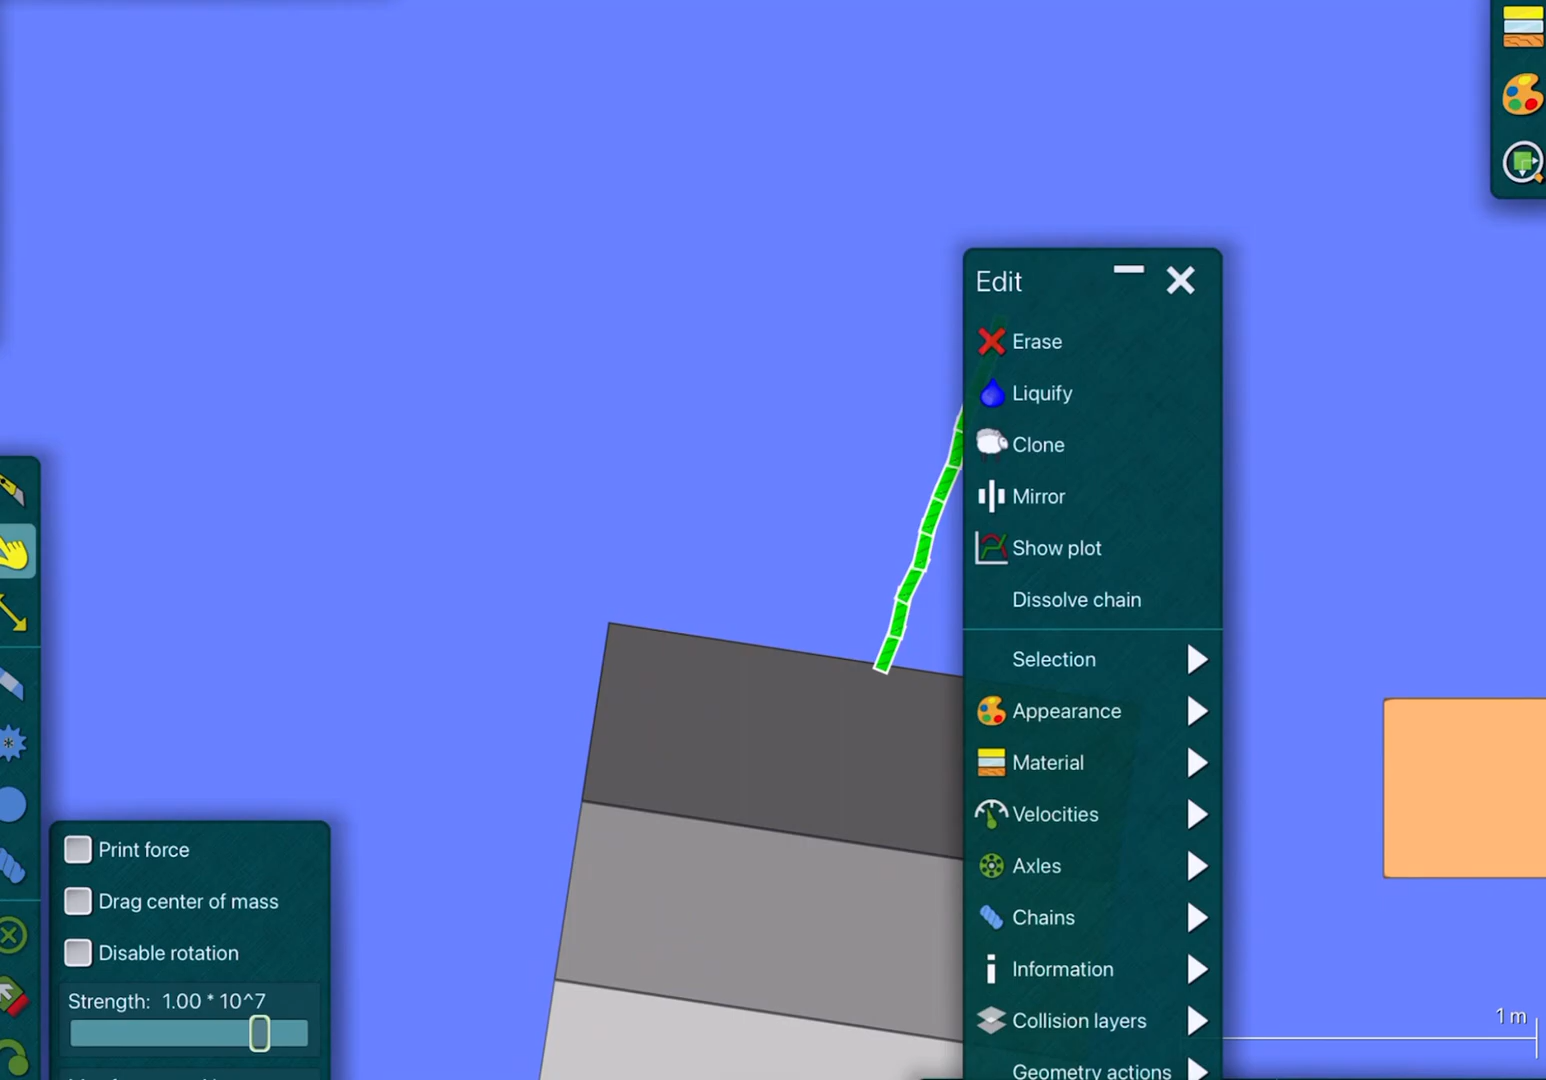 Edit
Erase
Liquify
Clone
Mirror
Show plot
Dissolve chain
Selection
Appearance
Material
Velocities
Axles
Chains
Information
Collision layers
Geometry actions
Print force
Drag center of mass
Disable rotation
Strength: 1.00 * 10^7
1 m